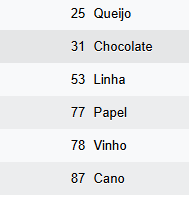 25 Queijo
31 Chocolate
53 Linha
77 Papel
78 Vinho
87 Cano